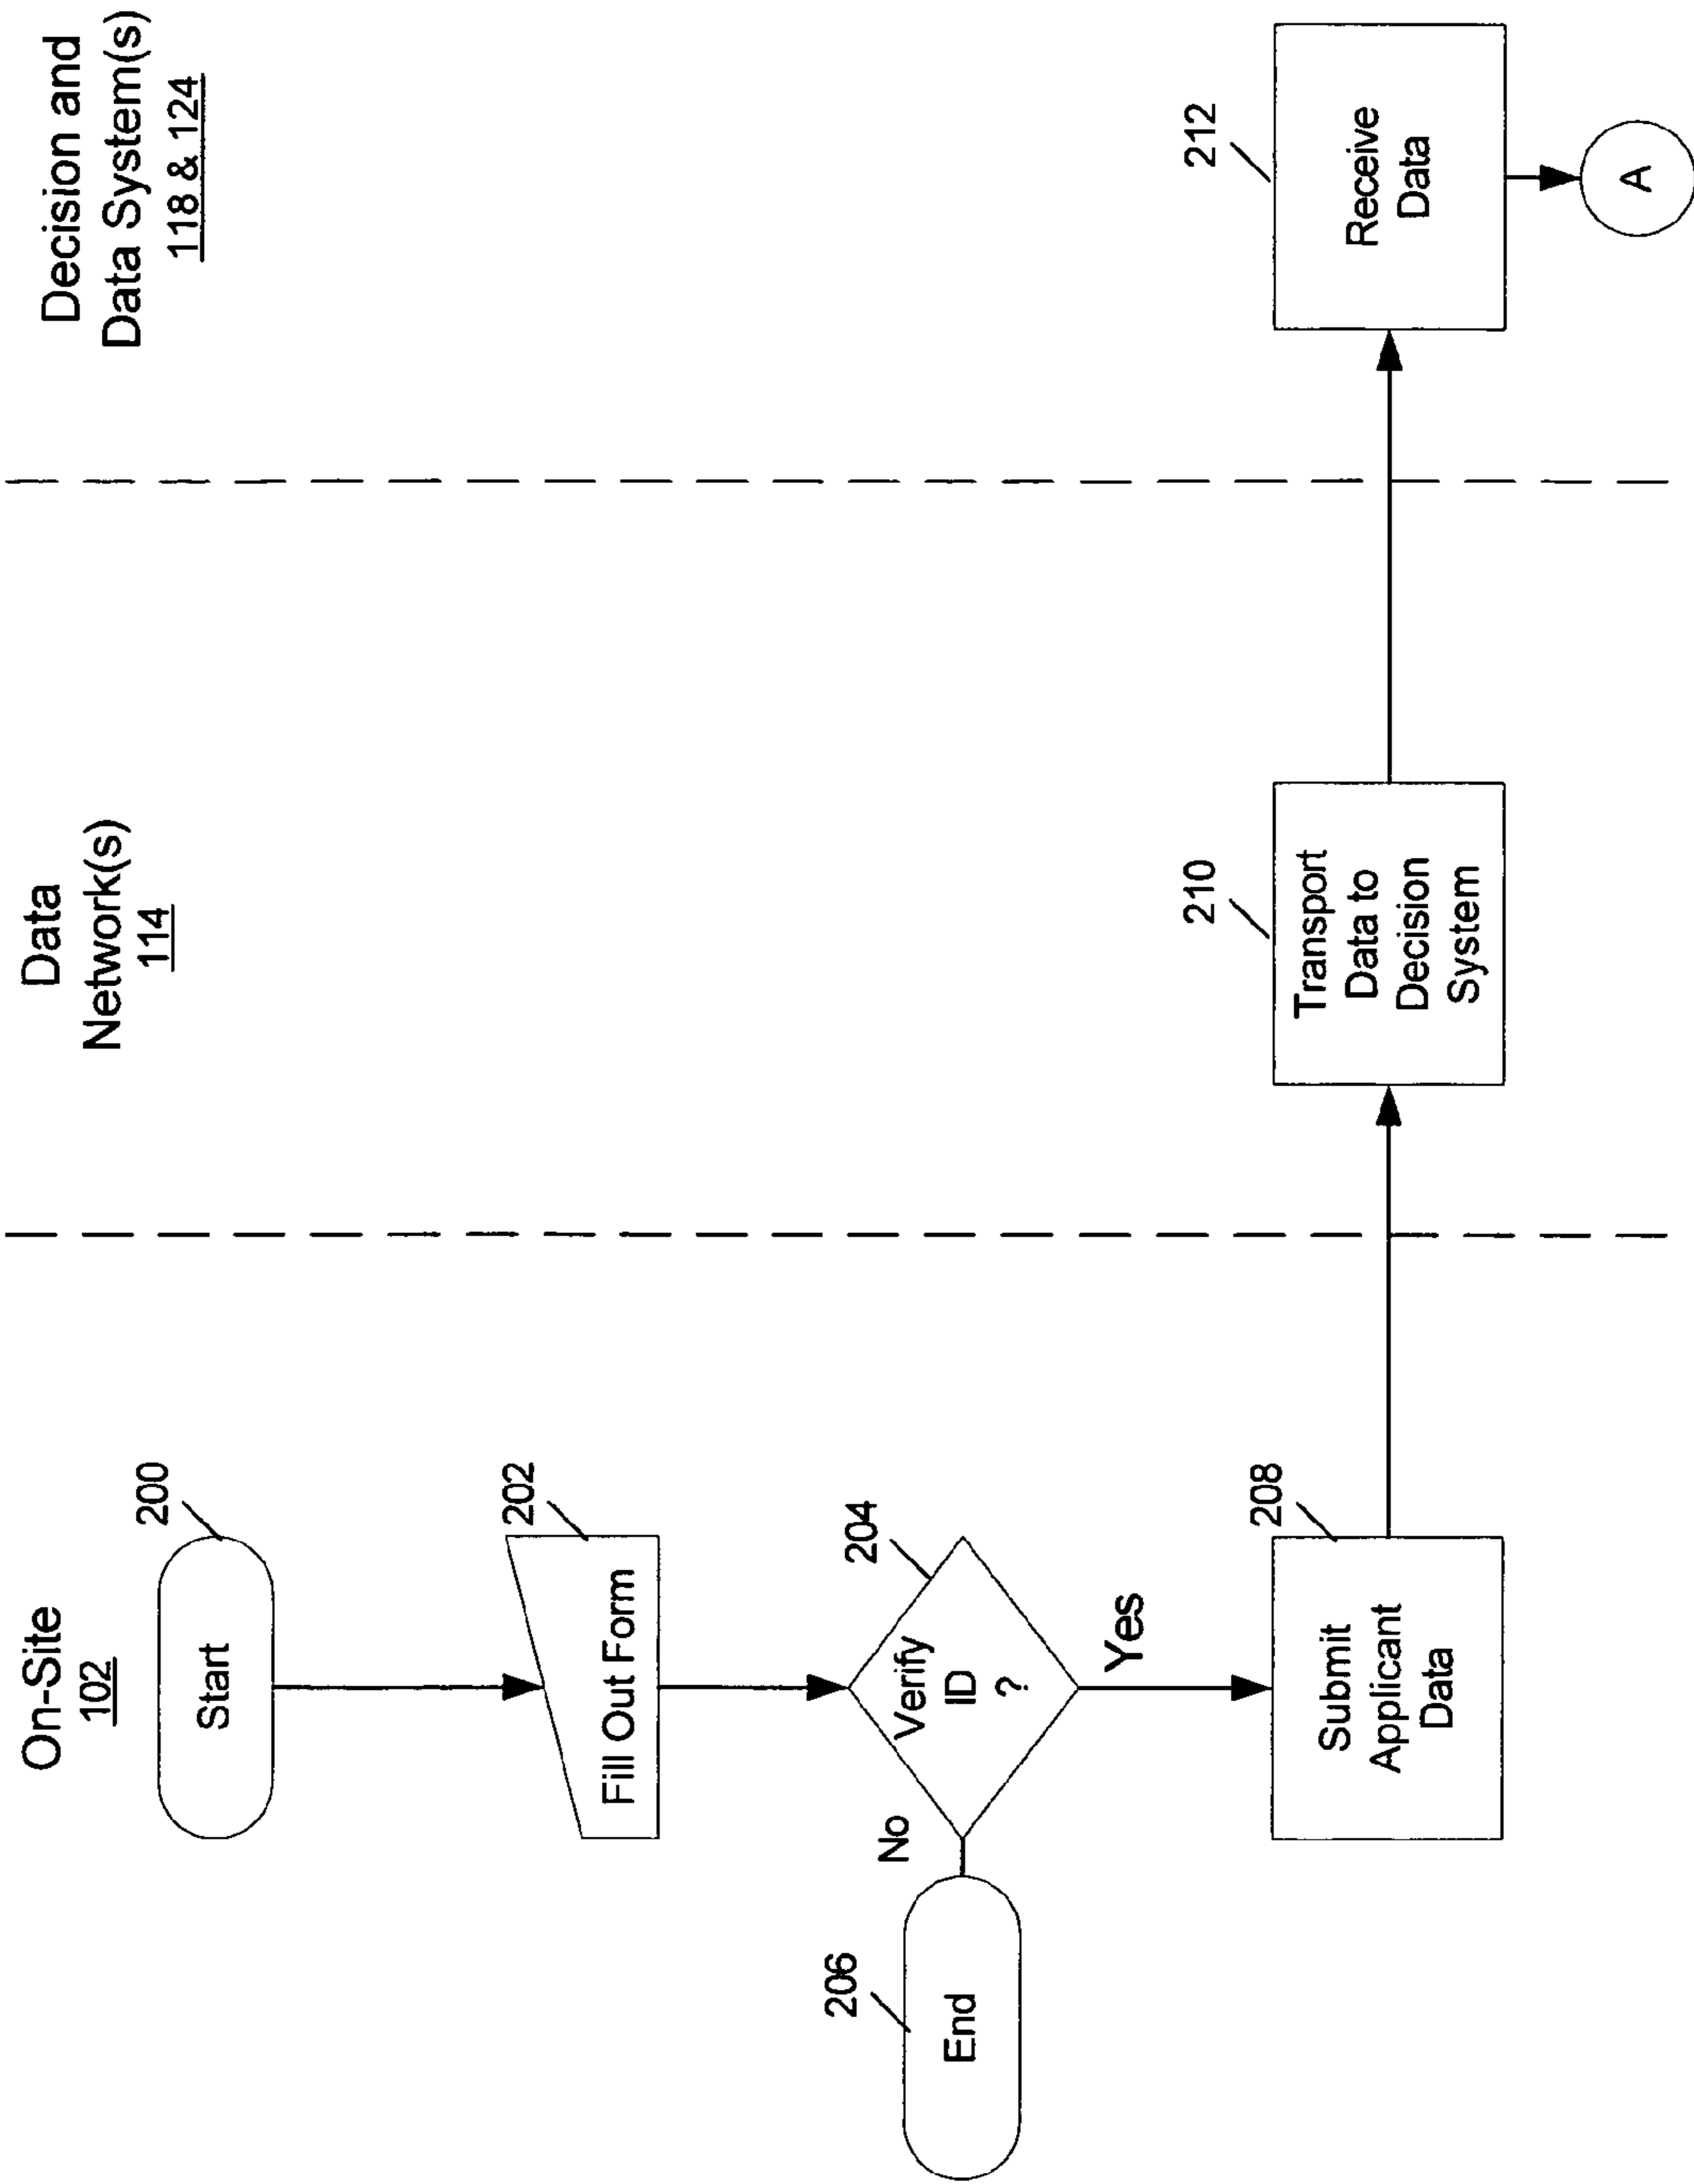 On-Site
102
Data
Network(s)
114
Decision and
Data System(s)
118 & 124
200
Start
202
Fill Out Form
204
Verify
ID
?
No
206
End
Yes
208
Submit
Applicant
Data
210
Transport
Data to
Decision
System
212
Receive
Data
A